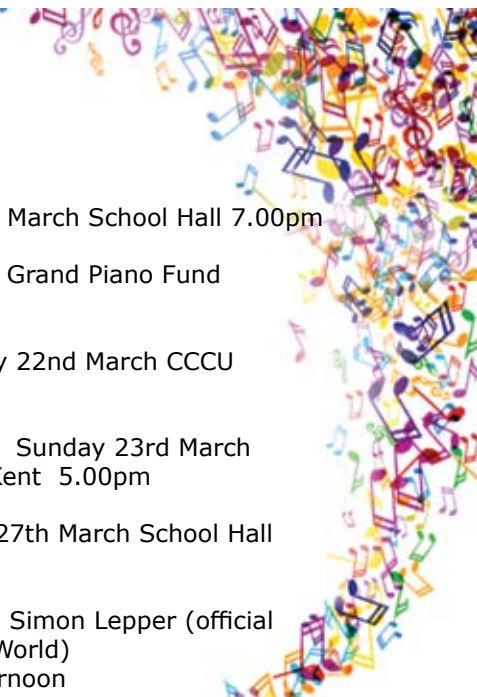 March School Hall 7.00pm
Grand Piano Fund
22nd March CCCU
Sunday 23rd March
Kent 5.00pm
27th March School Hall
Simon Lepper (official
World)